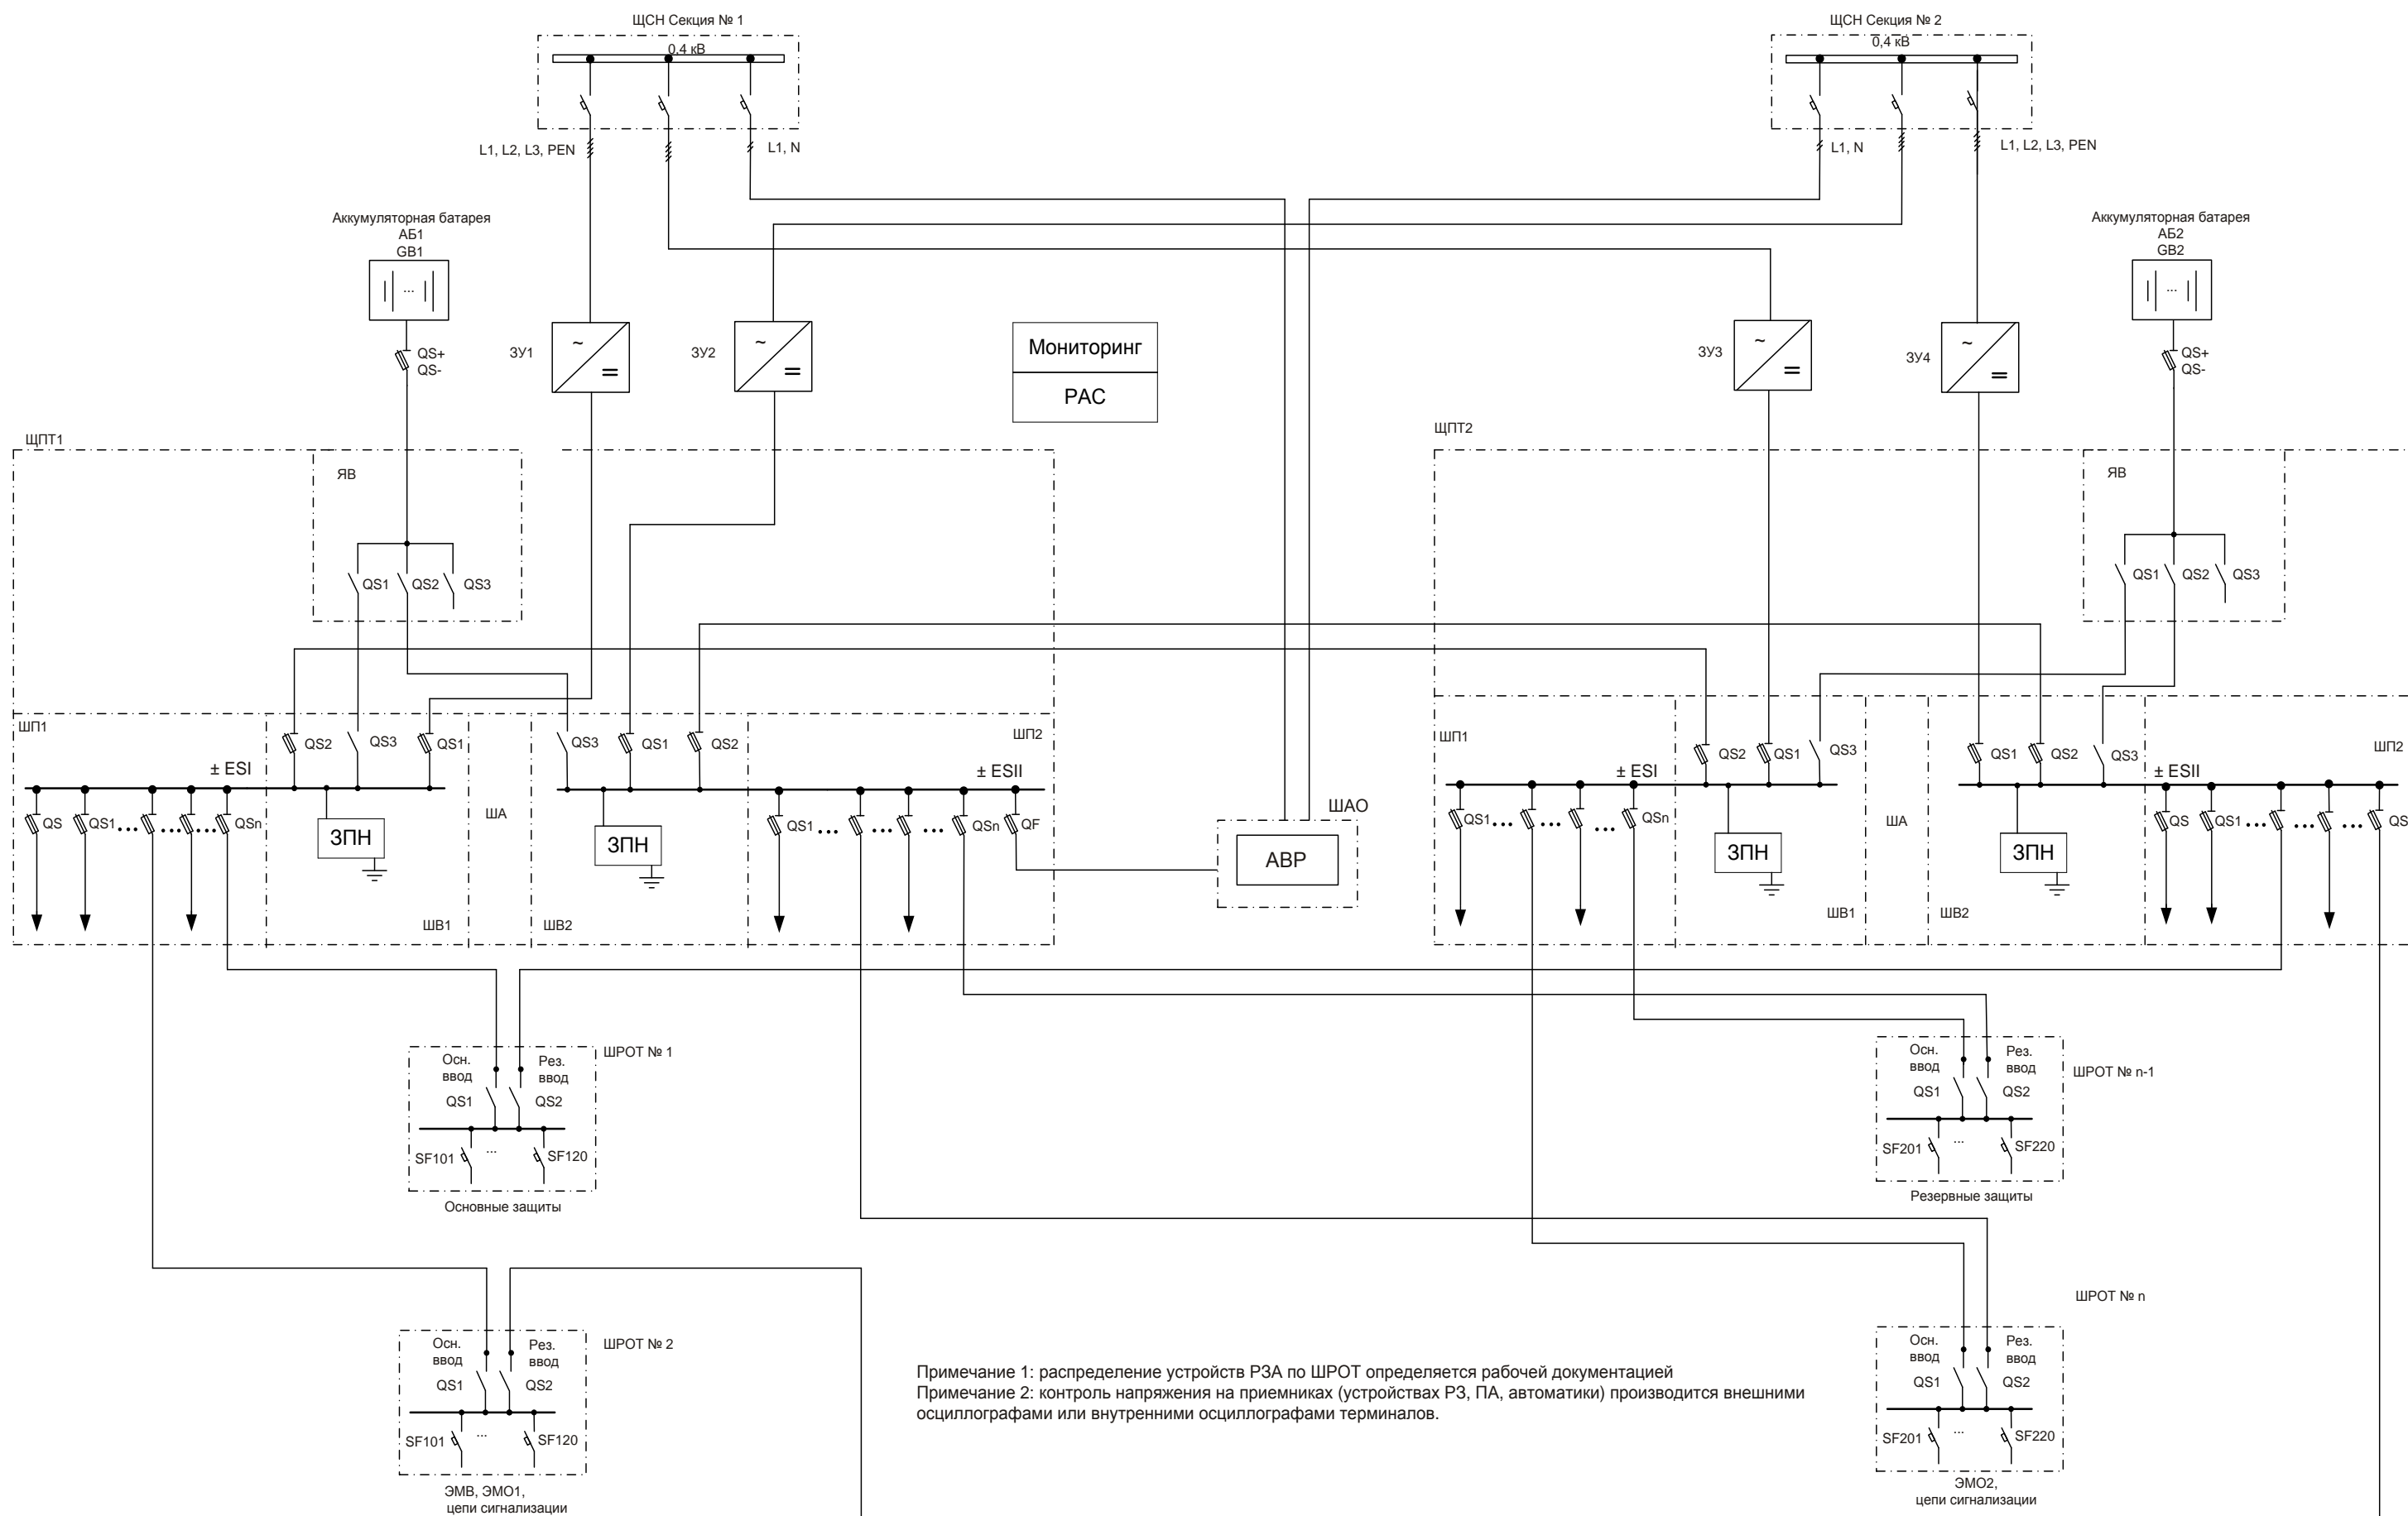 ЩСН Секция № 1
ЩСН Секция № 2
0,4 кВ
0,4 кВ
L1, L2, L3, PEN
L1, N
L1, N
L1, L2, L3, PEN
Аккумуляторная батарея
АБ1
GB1
Аккумуляторная батарея
АБ2
GB2
...
...
QS+
QS-
ЗУ1
~
=
ЗУ2
~
=
Мониторинг
РАС
ЗУ3
~
=
ЗУ4
~
=
QS+
QS-
ЩПТ1
ЩПТ2
ЯВ
ЯВ
QS1
QS2
QS3
QS1
QS2
QS3
ШП1
QS2
QS3
QS1
QS3
QS1
QS2
ШП2
ШП1
QS2
QS1
QS3
QS1
QS2
QS3
ШП2
± ESI
± ESII
± ESI
± ESII
QS
QS1
...
...
...
QSn
ЗПН
ША
ЗПН
QS1
...
...
...
QSn
QF
ШАО
АВР
QS1
...
...
...
QSn
ЗПН
ША
ЗПН
QS
QS1
...
...
...
QS
ШВ1
ШВ2
ШВ1
ШВ2
ШРОТ № 1
Осн.
ввод
Рез.
ввод
QS1
QS2
SF101
...
SF120
Основные защиты
ШРОТ № n-1
Осн.
ввод
Рез.
ввод
QS1
QS2
SF201
...
SF220
Резервные защиты
ШРОТ № 2
Осн.
ввод
Рез.
ввод
QS1
QS2
SF101
...
SF120
ЭМВ, ЭМО1,
цепи сигнализации
Примечание 1: распределение устройств РЗА по ШРОТ определяется рабочей документацией
Примечание 2: контроль напряжения на приемниках (устройствах РЗ, ПА, автоматики) производится внешними
осциллографами или внутренними осциллографами терминалов.
ШРОТ № n
Осн.
ввод
Рез.
ввод
QS1
QS2
SF201
...
SF220
ЭМО2,
цепи сигнализации